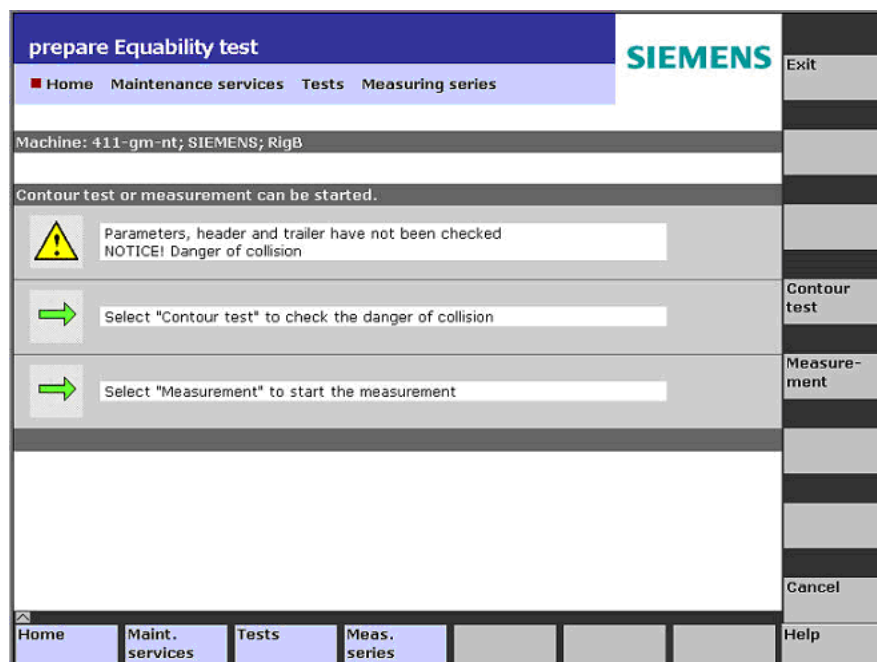 prepare Equability test
SIEMENS
Home Maintenance services Tests Measuring series
Exit
Machine: 411-gm-nt; SIEMENS; RigB
Contour test or measurement can be started.
Parameters, header and trailer have not been checked
NOTICE! Danger of collision
Contour
test
Select "Contour test" to check the danger of collision
Measure-
ment
Select "Measurement" to start the measurement
Cancel
Home
Maint.
services
Tests
Meas.
series
Help